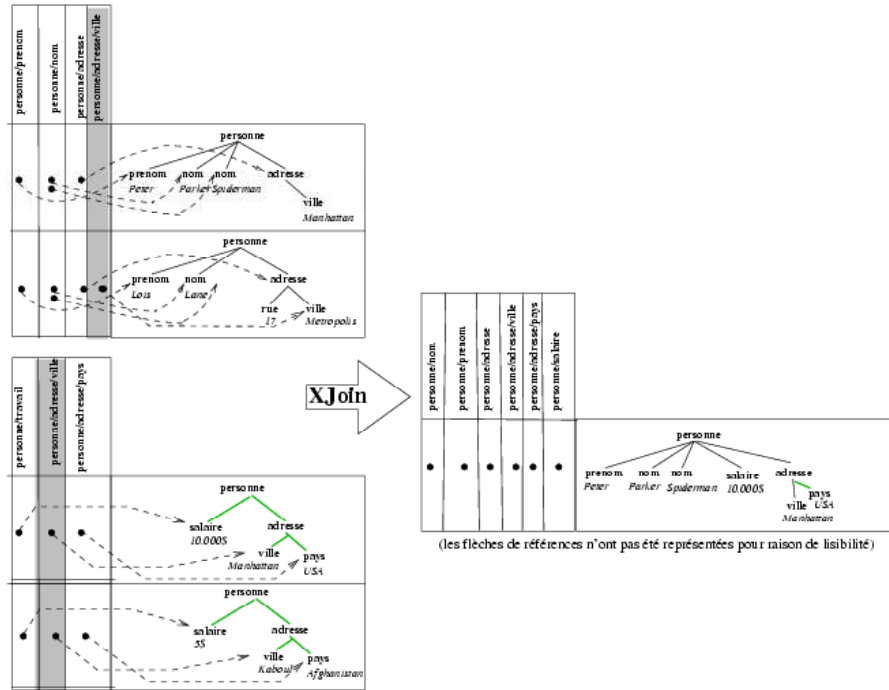 personne/prenom
personne/nom
personne/adresse
personne/adresse/ville
personne
prenom nom nom adresse
Peter Parker Spiderman
ville
Manhattan
personne
prenom nom adresse
Lois Lane
rue ville
17 Metropolis
personne/travail
personne/adresse/ville
personne/adresse/pays
personne
salaire adresse
10.000$
ville pays
Manhattan USA
personne
salaire adresse
5$
ville pays
Kaboul Afghanistan
XJoin
personne/nom
personne/prenom
personne/adresse
personne/adresse/ville
personne/adresse/pays
personne/salaire
personne
prenom nom nom salaire adresse
Peter Parker Spiderman 10.000$
ville pays
Manhattan USA
(les flèches de références n'ont pas été représentées pour raison de lisibilité)